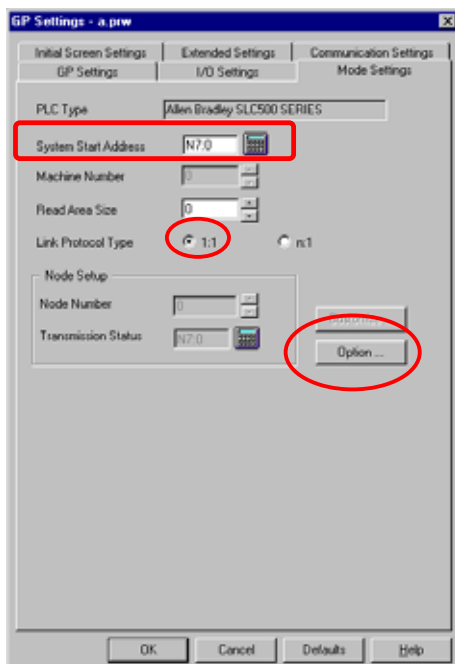 GP Settings - a.prw
Initial Screen Settings Extended Settings Communication Settings
GP Settings I/O Settings Mode Settings
PLC Type Allen Bradley SLC500 SERIES
System Start Address N7:0
Machine Number 0
Read Area Size 0
Link Protocol Type 1:1 n:1
Node Setup
Node Number 0
Transmission Status N7:0
Option ...
OK Cancel Defaults Help